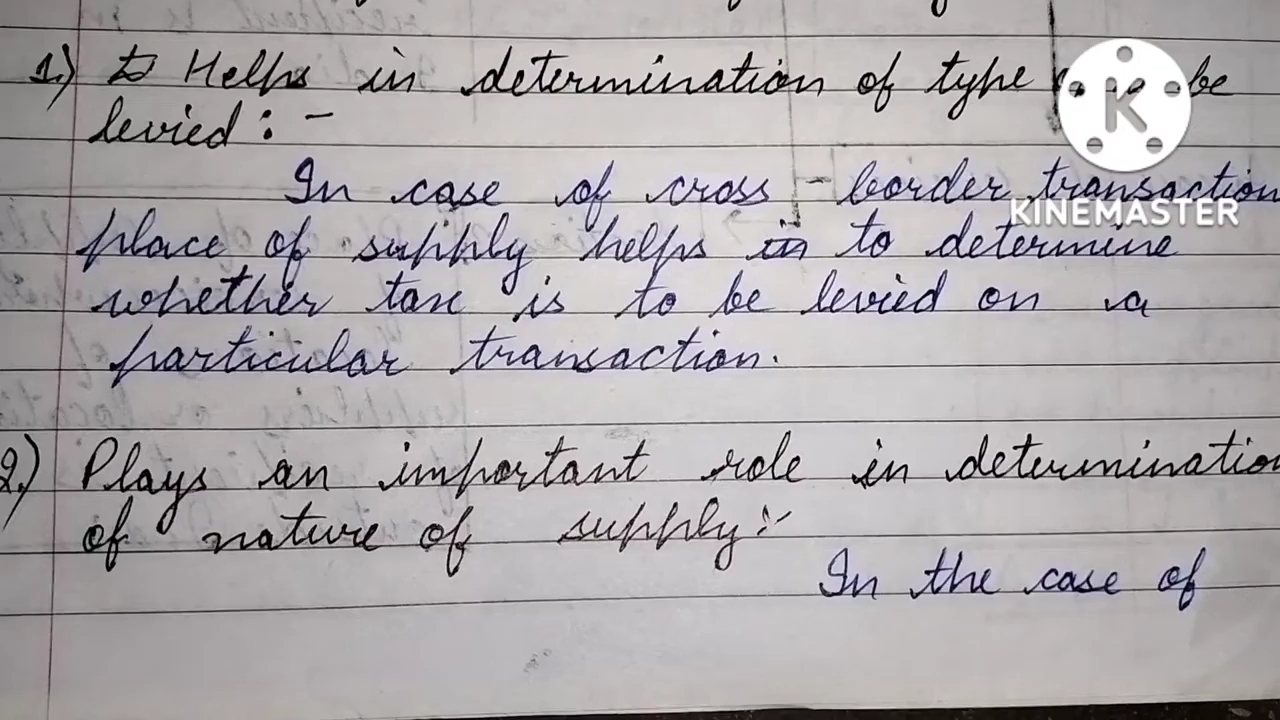 1.) Helps in determination of type be
levied : -
In case of cross - border transaction
KINEMASTER
place of supply helps to determine
whether tax is to be levied on a
particular transaction.
2.) Plays an important role in determination
of nature of supply :-
In the case of